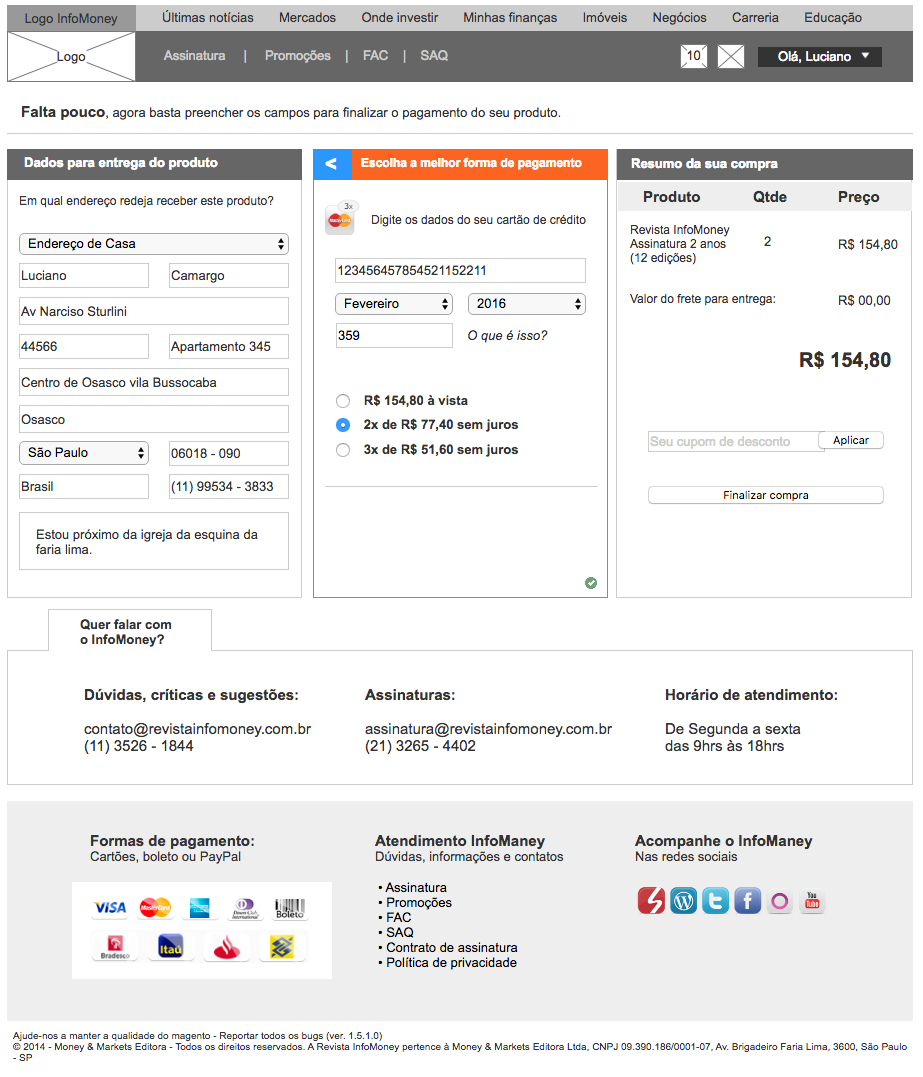 Logo InfoMoney
Últimas notícias Mercados Onde investir Minhas finanças Imóveis Negócios Carreria Educação
Logo
Assinatura | Promoções | FAC | SAQ
10
Olá, Luciano
Falta pouco, agora basta preencher os campos para finalizar o pagamento do seu produto.
Dados para entrega do produto
Em qual endereço redeja receber este produto?
Endereço de Casa
Luciano Camargo
Av Narciso Sturlini
44566 Apartamento 345
Centro de Osasco vila Bussocaba
Osasco
São Paulo 06018 - 090
Brasil (11) 99534 - 3833
Estou próximo da igreja da esquina da
faria lima.
< Escolha a melhor forma de pagamento
3x
MasterCard
Digite os dados do seu cartão de crédito
123456457854521152211
Fevereiro 2016
359 O que é isso?
R$ 154,80 à vista
2x de R$ 77,40 sem juros
3x de R$ 51,60 sem juros
Resumo da sua compra
Produto Qtde Preço
Revista InfoMoney
Assinatura 2 anos
(12 edições)
2
R$ 154,80
Valor do frete para entrega: R$ 00,00
R$ 154,80
Seu cupom de desconto Aplicar
Finalizar compra
Quer falar com
o InfoMoney?
Dúvidas, críticas e sugestões:
contato@revistainfomoney.com.br
(11) 3526 - 1844
Assinaturas:
assinatura@revistainfomoney.com.br
(21) 3265 - 4402
Horário de atendimento:
De Segunda a sexta
das 9hrs às 18hrs
Formas de pagamento:
Cartões, boleto ou PayPal
VISA MasterCard Diners Club International Boleto
Bradesco Itaú
Atendimento InfoManey
Dúvidas, informações e contatos
• Assinatura
• Promoções
• FAC
• SAQ
• Contrato de assinatura
• Política de privacidade
Acompanhe o InfoManey
Nas redes sociais
You Tube
Ajude-nos a manter a qualidade do magento - Reportar todos os bugs (ver. 1.5.1.0)
© 2014 - Money & Markets Editora - Todos os direitos reservados. A Revista InfoMoney pertence à Money & Markets Editora Ltda, CNPJ 09.390.186/0001-07, Av. Brigadeiro Faria Lima, 3600, São Paulo
- SP